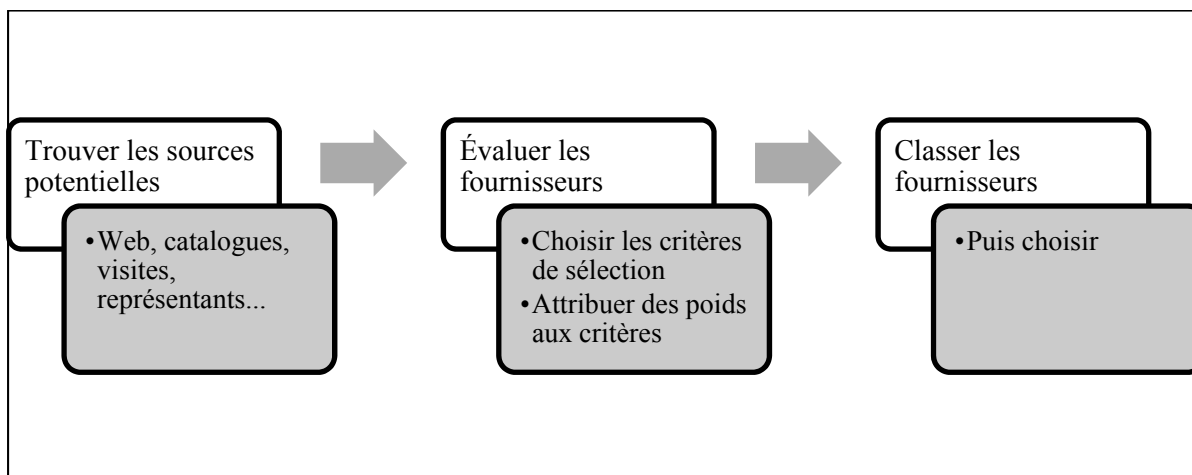 Trouver les sources
potentielles
•Web, catalogues,
visites,
représentants...
Évaluer les
fournisseurs
•Choisir les critères
de sélection
•Attribuer des poids
aux critères
Classer les
fournisseurs
•Puis choisir